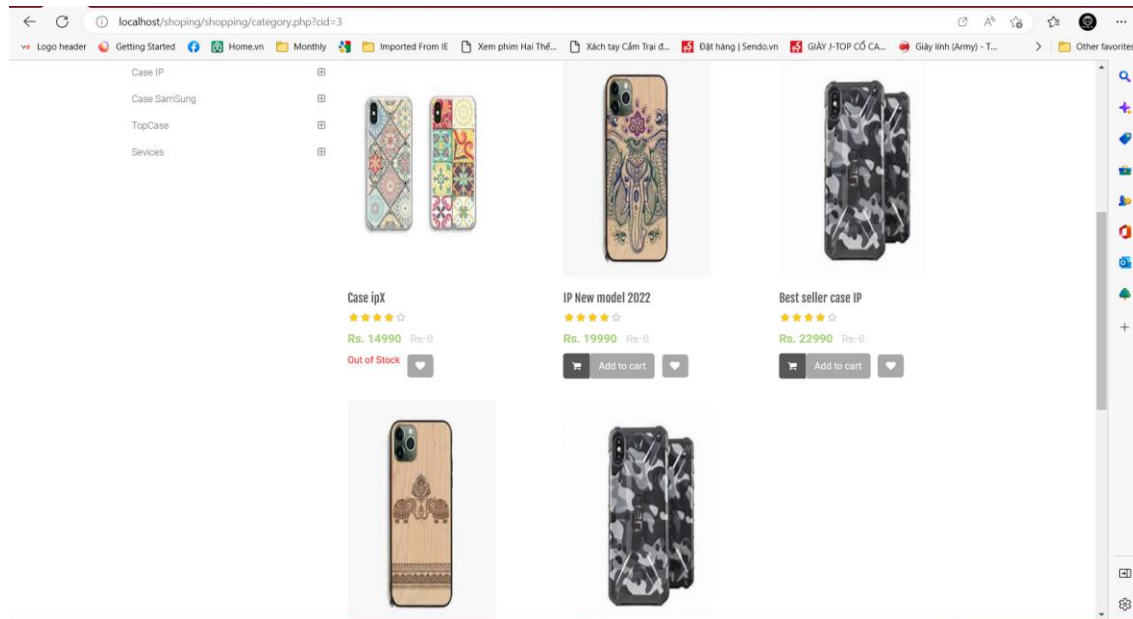 localhost/shoping/shopping/category.php?cid=3
Logo header Getting Started Home.vn Monthly Imported From IE Xem phim Hai Thế... Xách tay Cắm Trại d... Đặt hàng | Sendo.vn GIÀY J-TOP CỔ CA... Giày lính (Army) - T... Other favorites
Case IP
Case SamSung
TopCase
Sevices
Case ipX
Rs. 14990 Rs. 0
Out of Stock
IP New model 2022
Rs. 19990 Rs. 0
Add to cart
Best seller case IP
Rs. 22990 Rs. 0
Add to cart